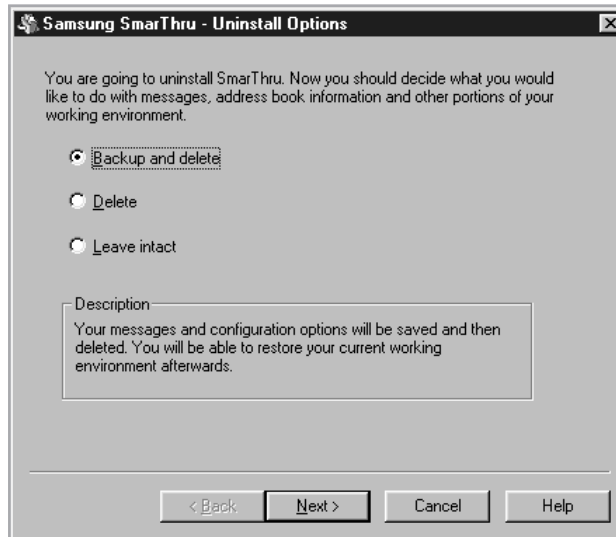 Samsung SmarThru - Uninstall Options
You are going to uninstall SmarThru. Now you should decide what you would
like to do with messages, address book information and other portions of your
working environment.
Backup and delete
Delete
Leave intact
Description
Your messages and configuration options will be saved and then
deleted. You will be able to restore your current working
environment afterwards.
< Back Next > Cancel Help